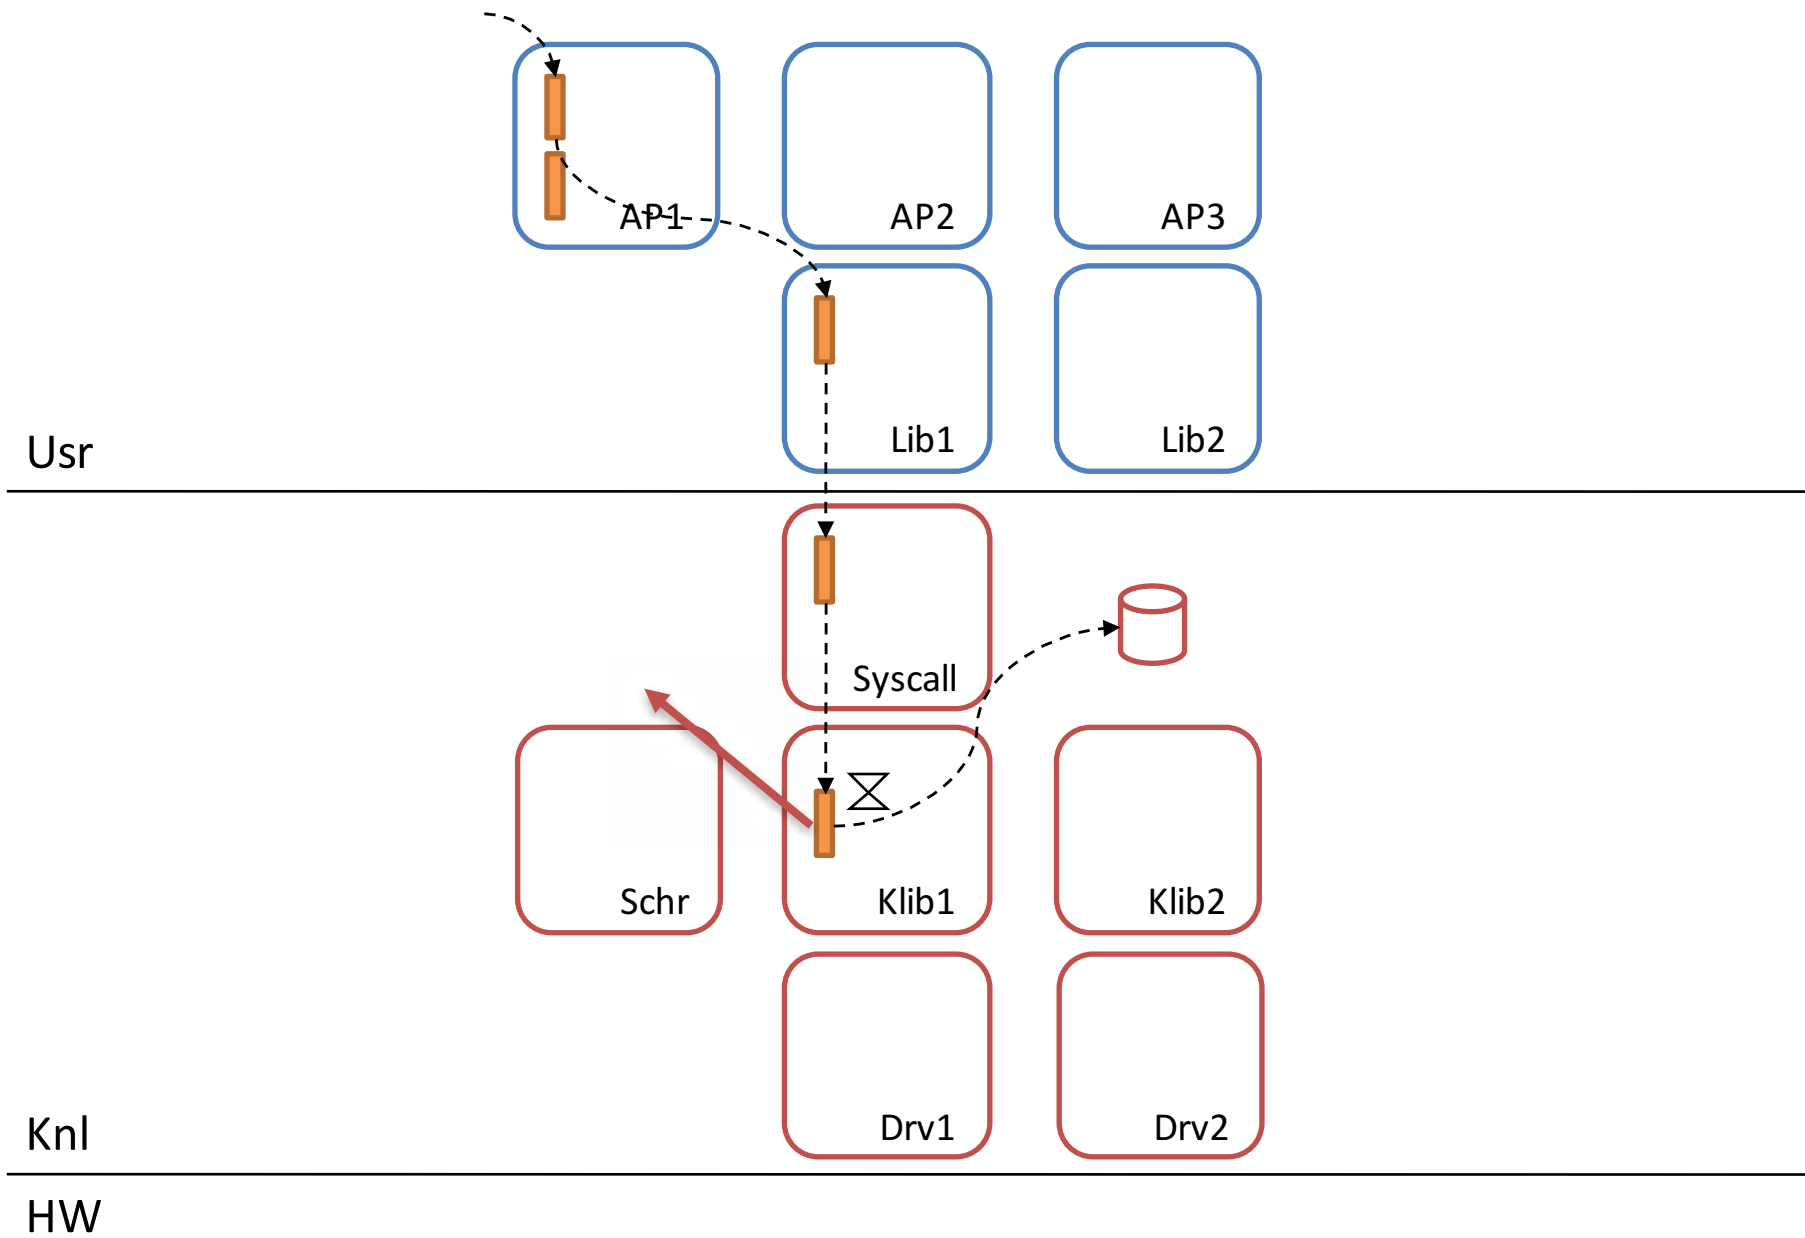 AP1
AP2
AP3
Lib1
Lib2
Usr
Syscall
Schr
Klib1
Klib2
Drv1
Drv2
Knl
HW